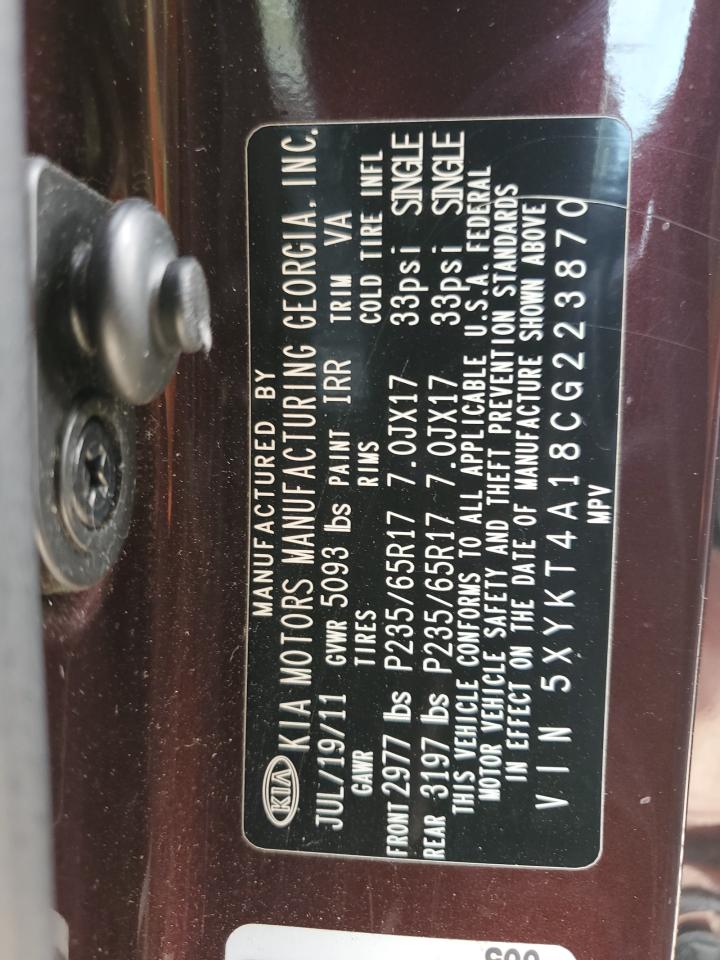 MANUFACTURED BY
KIA KIA MOTORS MANUFACTURING GEORGIA, INC.
JUL/19/11 GVWR 5093 lbs PAINT IRR TRIM VA
GAWR TIRES RIMS COLD TIRE INFL
FRONT 2977 lbs P235/65R17 7.0JX17 33psi SINGLE
REAR 3197 lbs P235/65R17 7.0JX17 33psi SINGLE
THIS VEHICLE CONFORMS TO ALL APPLICABLE U.S.A. FEDERAL
MOTOR VEHICLE SAFETY AND THEFT PREVENTION STANDARDS
IN EFFECT ON THE DATE OF MANUFACTURE SHOWN ABOVE
VIN 5XYKT4A18CG223870
MPV